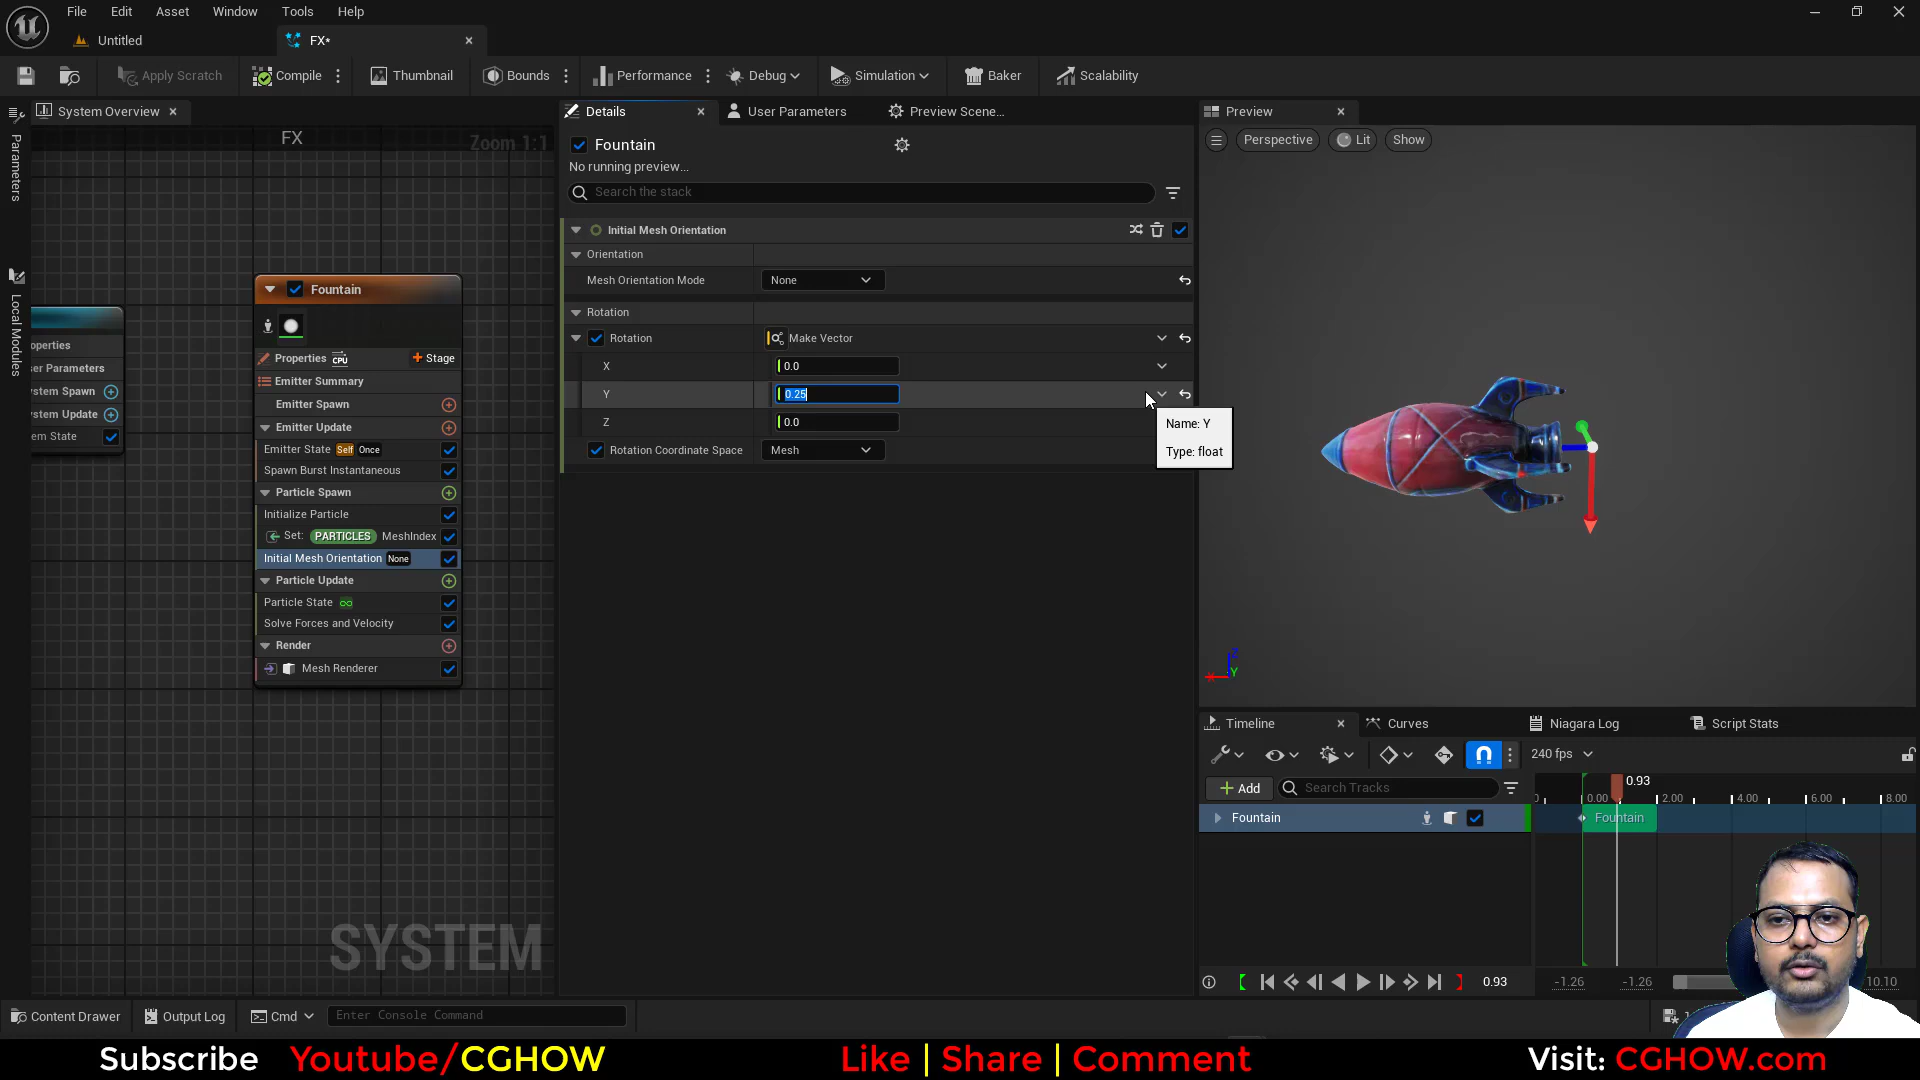 File Edit Asset Window Tools Help
Untitled
FX*
Apply Scratch Compile Thumbnail Bounds Performance Debug Simulation Baker Scalability
Parameters
Local Modules
System Overview
FX
Zoom 1:1
operties
er Parameters
ystem Spawn
ystem Update
em State
Fountain
Properties CPU Stage
Emitter Summary
Emitter Spawn
Emitter Update
Emitter State Self Once
Spawn Burst Instantaneous
Particle Spawn
Initialize Particle
Set: PARTICLES MeshIndex
Initial Mesh Orientation None
Particle Update
Particle State
Solve Forces and Velocity
Render
Mesh Renderer
SYSTEM
Details User Parameters Preview Scene...
Fountain
No running preview...
Search the stack
Initial Mesh Orientation
Orientation
Mesh Orientation Mode None
Rotation
Rotation Make Vector
X 0.0
Y 0.25
Z 0.0
Rotation Coordinate Space Mesh
Name: Y
Type: float
Preview
Perspective Lit Show
Z
Y
X
Timeline Curves Niagara Log Script Stats
240 fps
Add Search Tracks
0.93
0.00 2.00 4.00 6.00 8.00
Fountain
Fountain
0.93 -1.26 -1.26 10.10
Content Drawer Output Log Cmd Enter Console Command
Subscribe Youtube/CGHOW Like | Share | Comment Visit: CGHOW.com